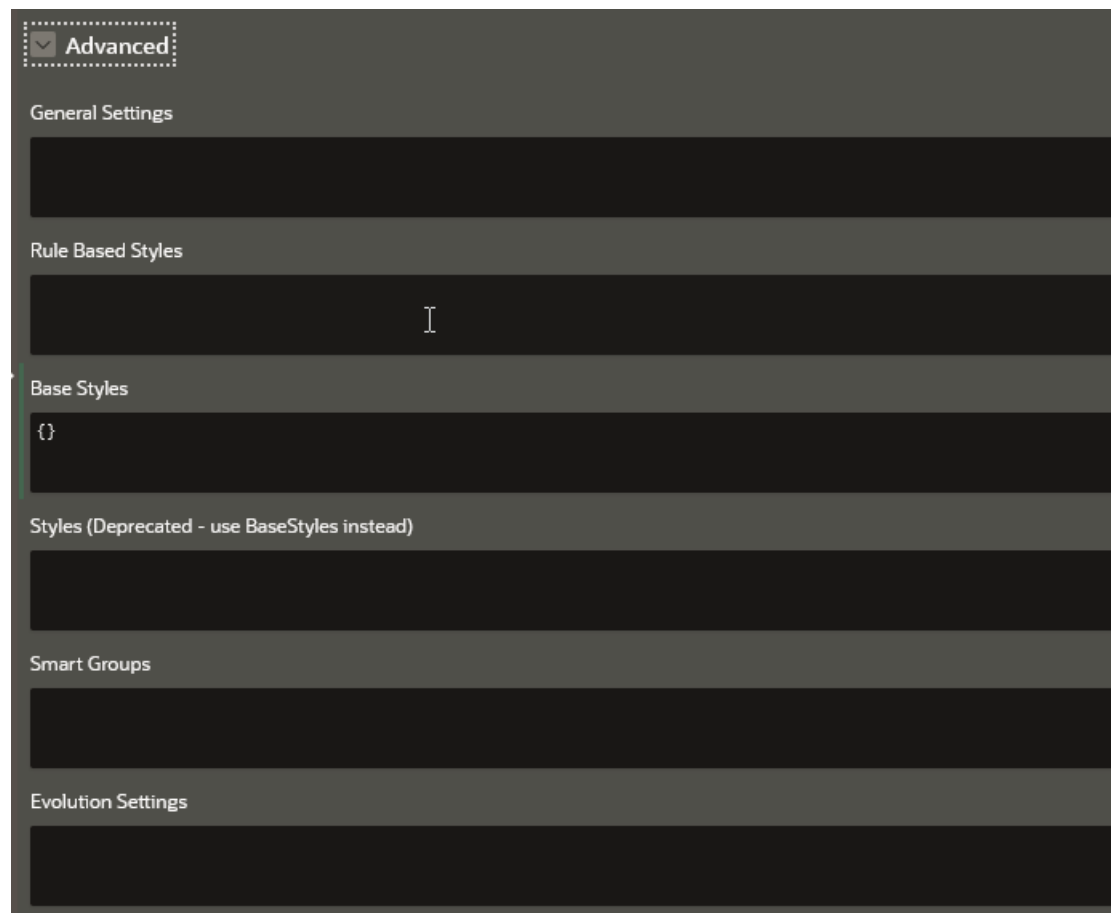 Advanced
General Settings
Rule Based Styles
Base Styles
{}
Styles (Deprecated - use BaseStyles instead)
Smart Groups
Evolution Settings